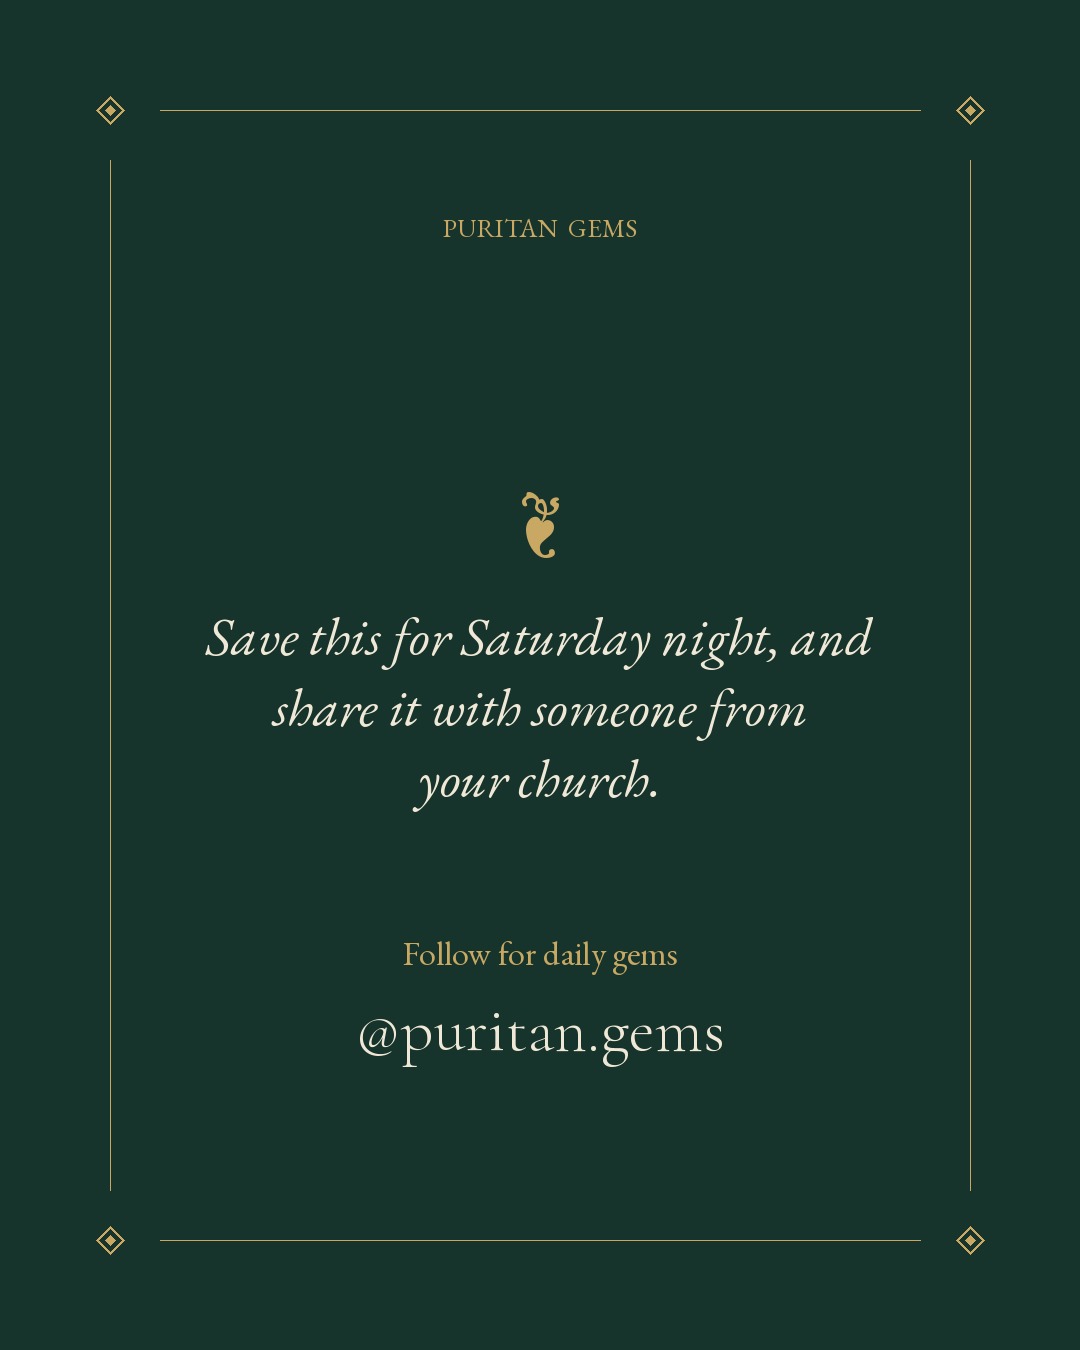 PURITAN GEMS
Save this for Saturday night, and
share it with someone from
your church.
Follow for daily gems
@puritan.gems